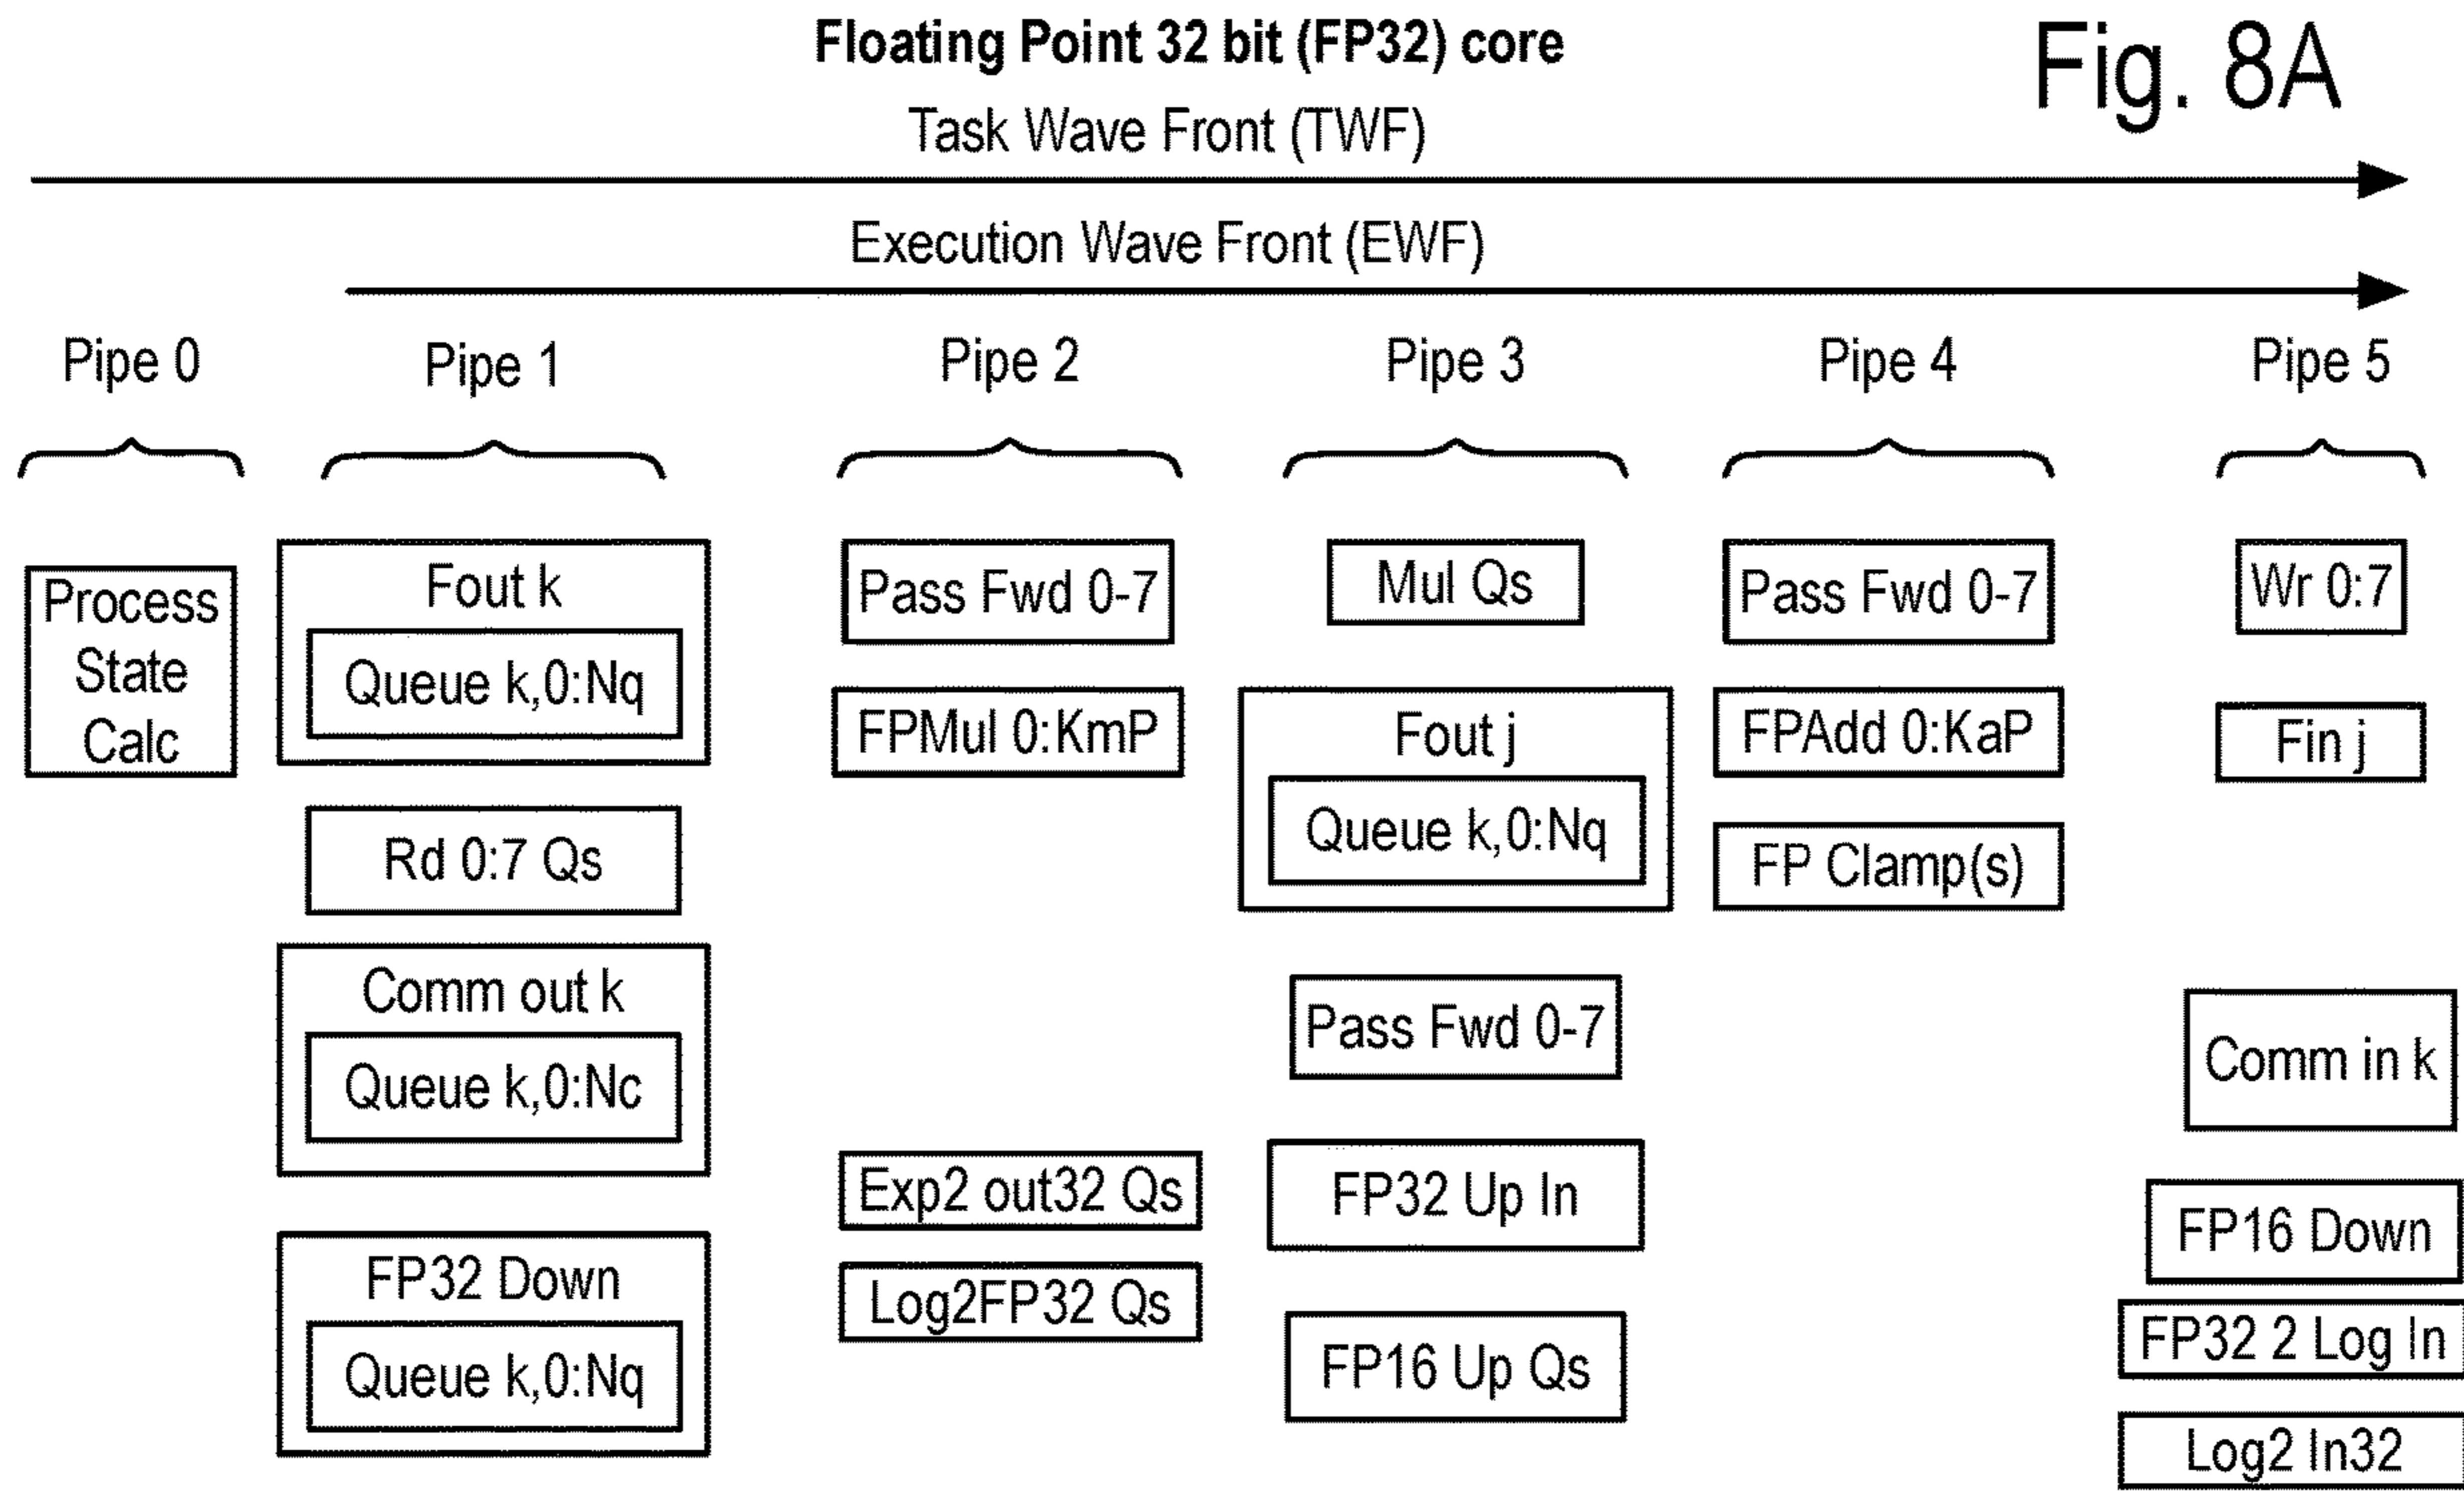 Floating Point 32 bit (FP32) core
Fig. 8A
Task Wave Front (TWF)
Execution Wave Front (EWF)
Pipe 0
Pipe 1
Pipe 2
Pipe 3
Pipe 4
Pipe 5
Process
State
Calc
Fout k
Queue k,0:Nq
Rd 0:7 Qs
Comm out k
Queue k,0:Nc
FP32 Down
Queue k,0:Nq
Pass Fwd 0-7
FPMul 0:KmP
Exp2 out32 Qs
Log2FP32 Qs
Mul Qs
Fout j
Queue k,0:Nq
Pass Fwd 0-7
FP32 Up In
FP16 Up Qs
Pass Fwd 0-7
FPAdd 0:KaP
FP Clamp(s)
Wr 0:7
Fin j
Comm in k
FP16 Down
FP32 2 Log In
Log2 In32